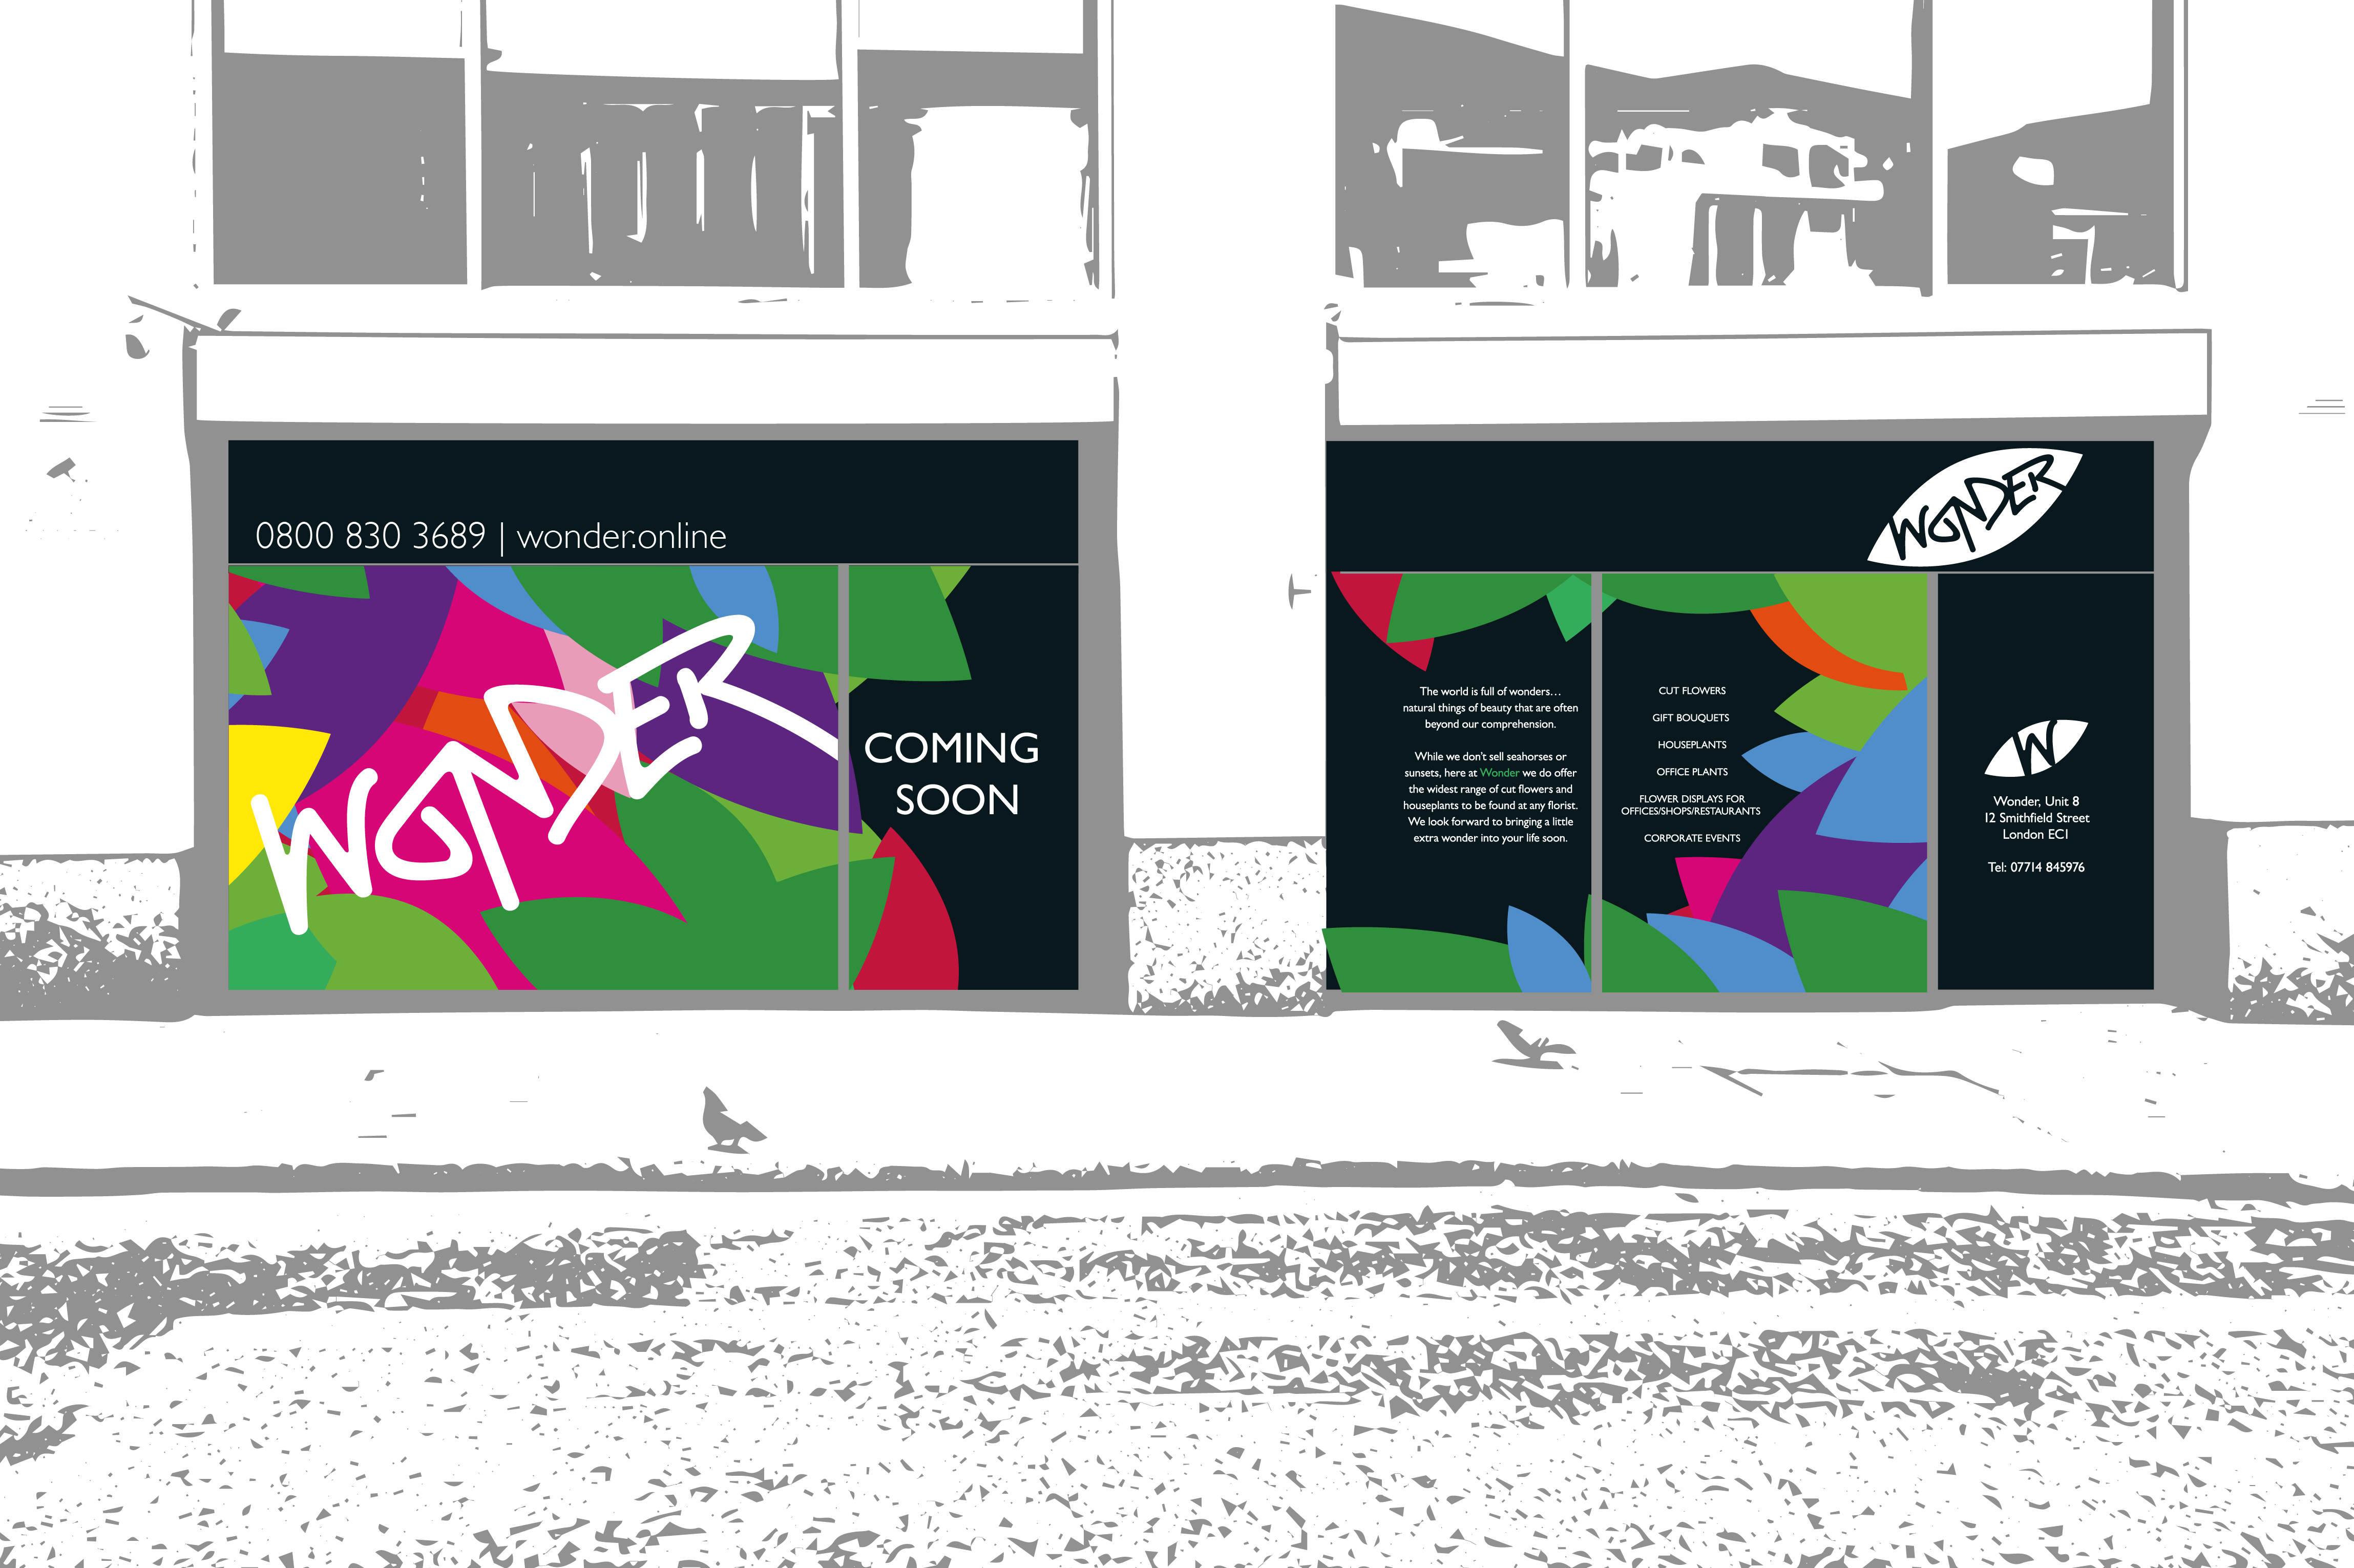 0800 830 3689 | wonder.online
WONDER
COMING
SOON
WONDER
The world is full of wonders...
natural things of beauty that are often
beyond our comprehension.
While we don't sell seahorses or
sunsets, here at Wonder we do offer
the widest range of cut flowers and
houseplants to be found at any florist.
We look forward to bringing a little
extra wonder into your life soon.
CUT FLOWERS
GIFT BOUQUETS
HOUSEPLANTS
OFFICE PLANTS
FLOWER DISPLAYS FOR
OFFICES/SHOPS/RESTAURANTS
CORPORATE EVENTS
W
Wonder, Unit 8
12 Smithfield Street
London EC1
Tel: 07714 845976